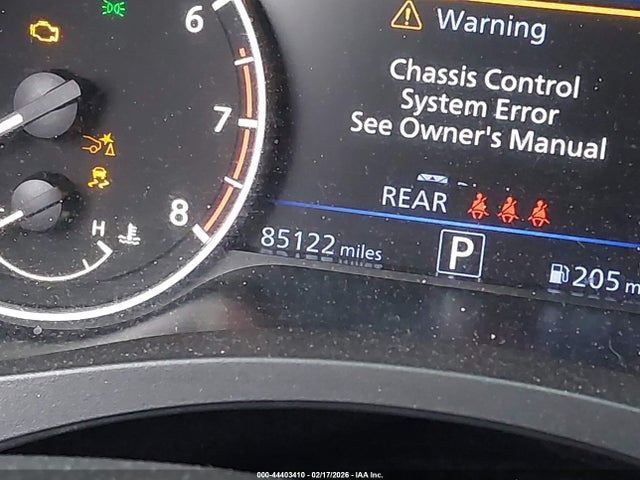 6
7
8
H
Warning
Chassis Control
System Error
See Owner's Manual
REAR
85122 miles
P
205 m
000-44403410 - 02/17/2026 - IAA Inc.